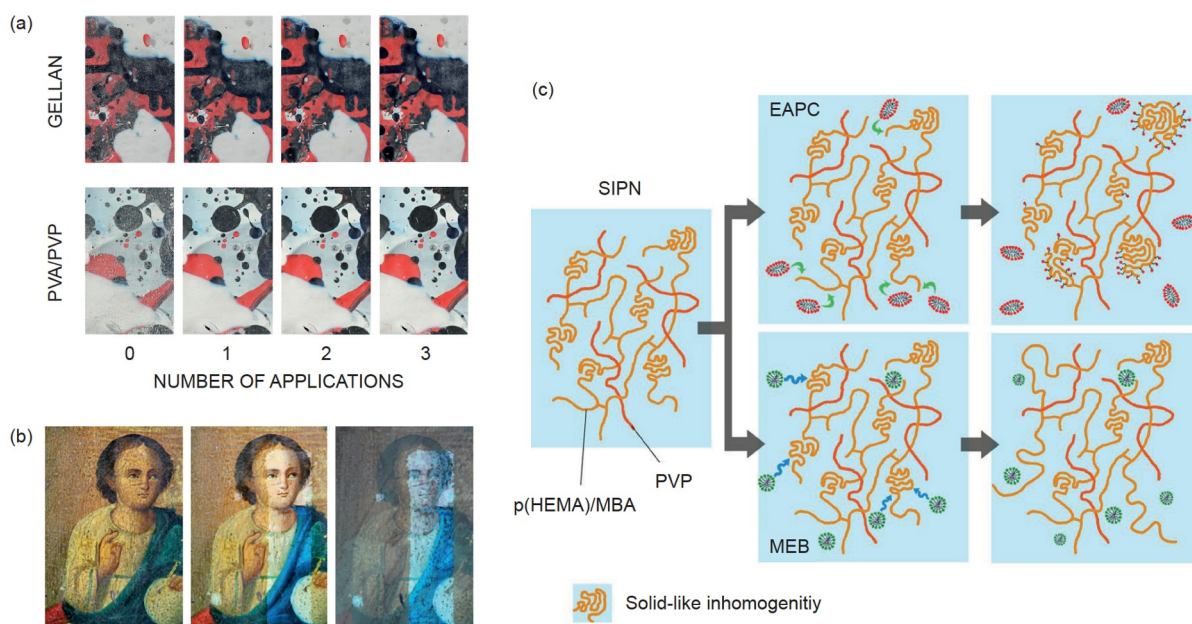 (a)
GELLAN
PVA/PVP
0 1 2 3
NUMBER OF APPLICATIONS
(b)
(c)
SIPN
p(HEMA)/MBA
PVP
EAPC
MEB
Solid-like inhomogenitiy